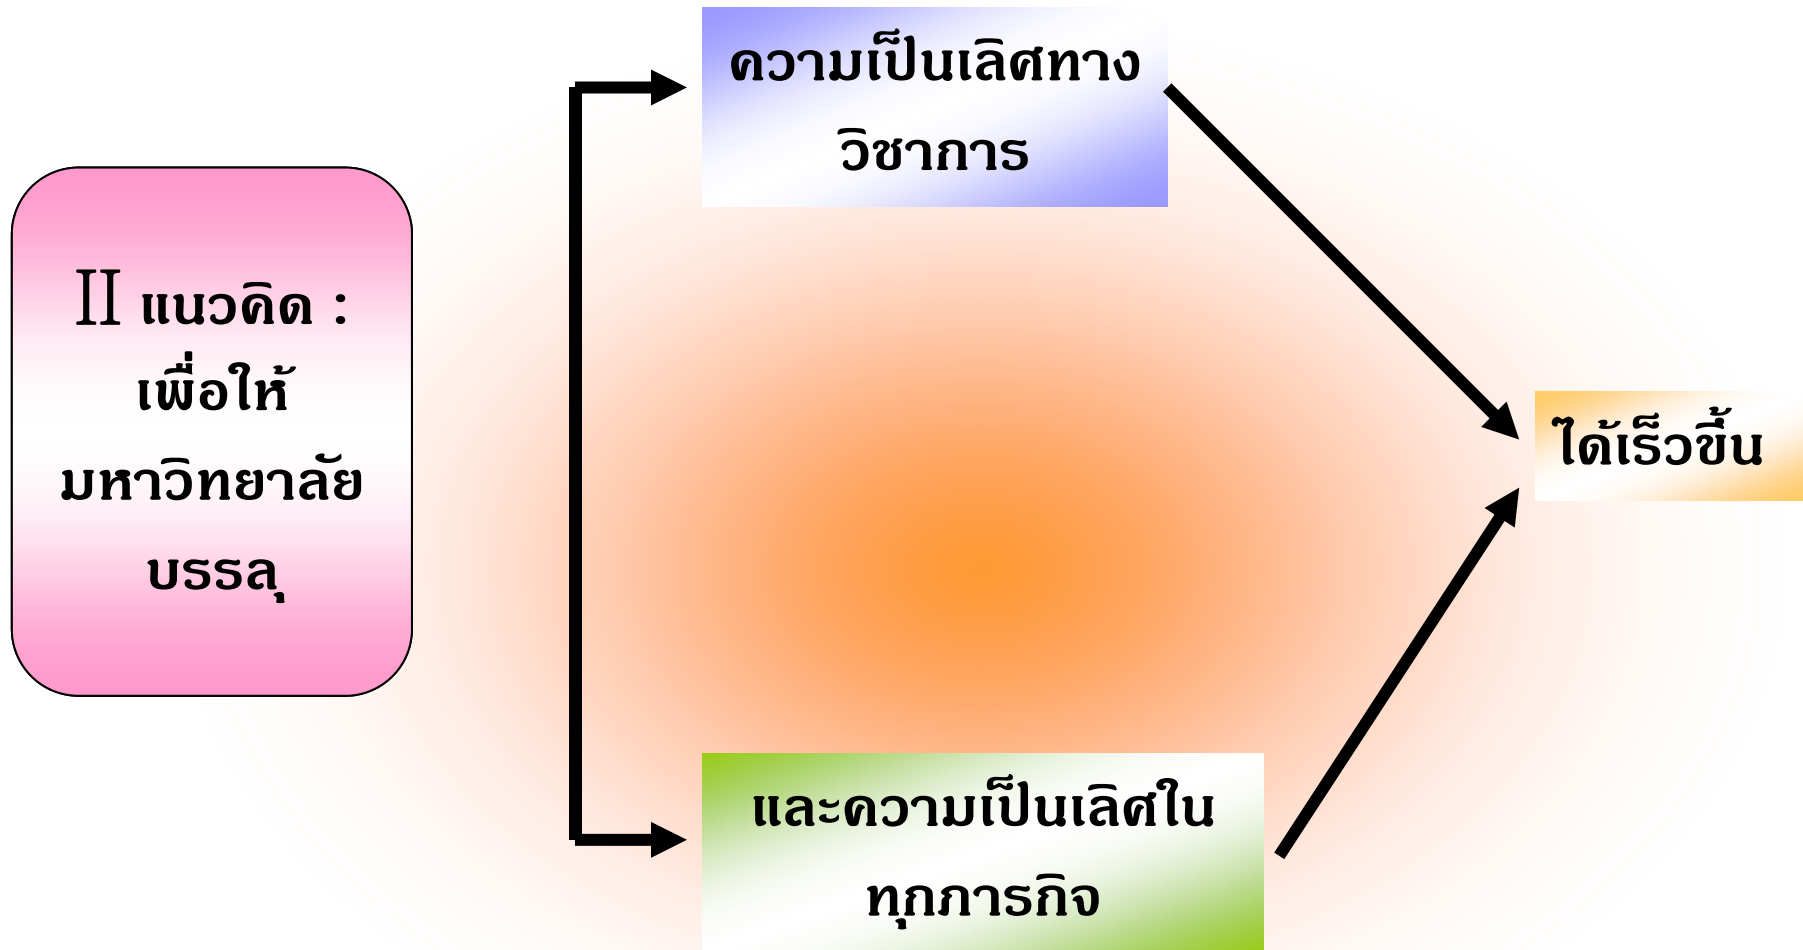 II แนวคิด :
เพื่อให้
มหาวิทยาลัย
บรรลุ
ความเป็นเลิศทาง
วิชาการ
และความเป็นเลิศใน
ทุกภารกิจ
ได้เร็วขึ้น